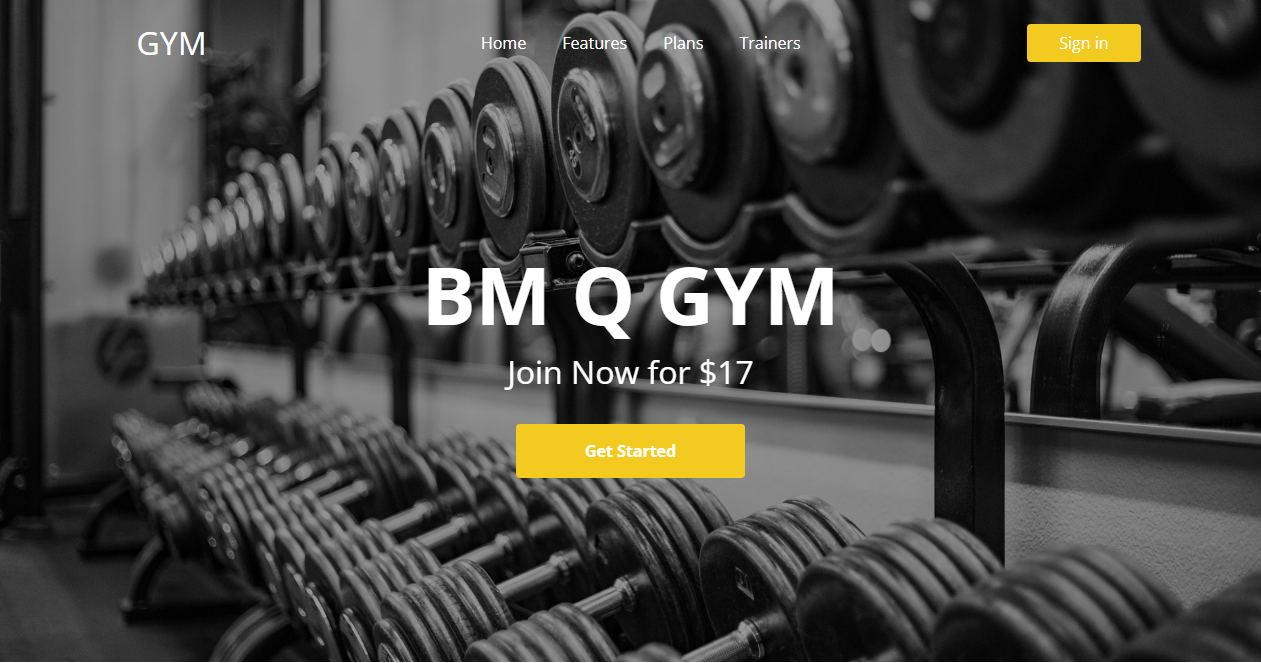 GYM
Home Features Plans Trainers
Sign in
BM Q GYM
Join Now for $17
Get Started